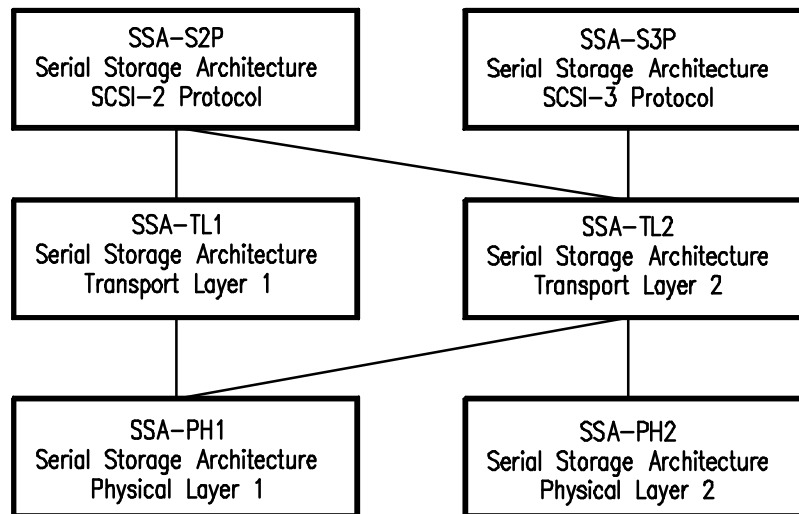 SSA-S2P
Serial Storage Architecture
SCSI-2 Protocol
SSA-S3P
Serial Storage Architecture
SCSI-3 Protocol
SSA-TL1
Serial Storage Architecture
Transport Layer 1
SSA-TL2
Serial Storage Architecture
Transport Layer 2
SSA-PH1
Serial Storage Architecture
Physical Layer 1
SSA-PH2
Serial Storage Architecture
Physical Layer 2